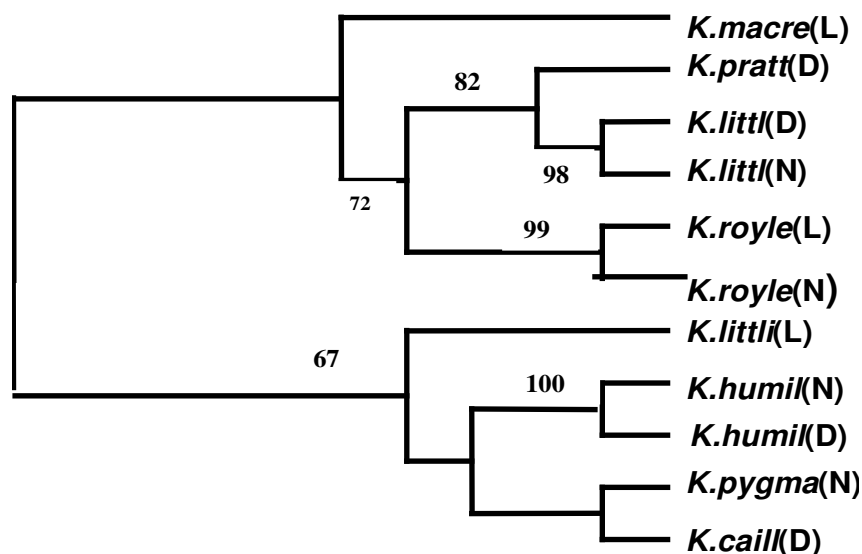 K.macre(L)
K.pratt(D)
82
K.littl(D)
98
K.littl(N)
72
K.royle(L)
99
K.royle(N)
K.littli(L)
67
K.humil(N)
100
K.humil(D)
K.pygma(N)
K.caill(D)